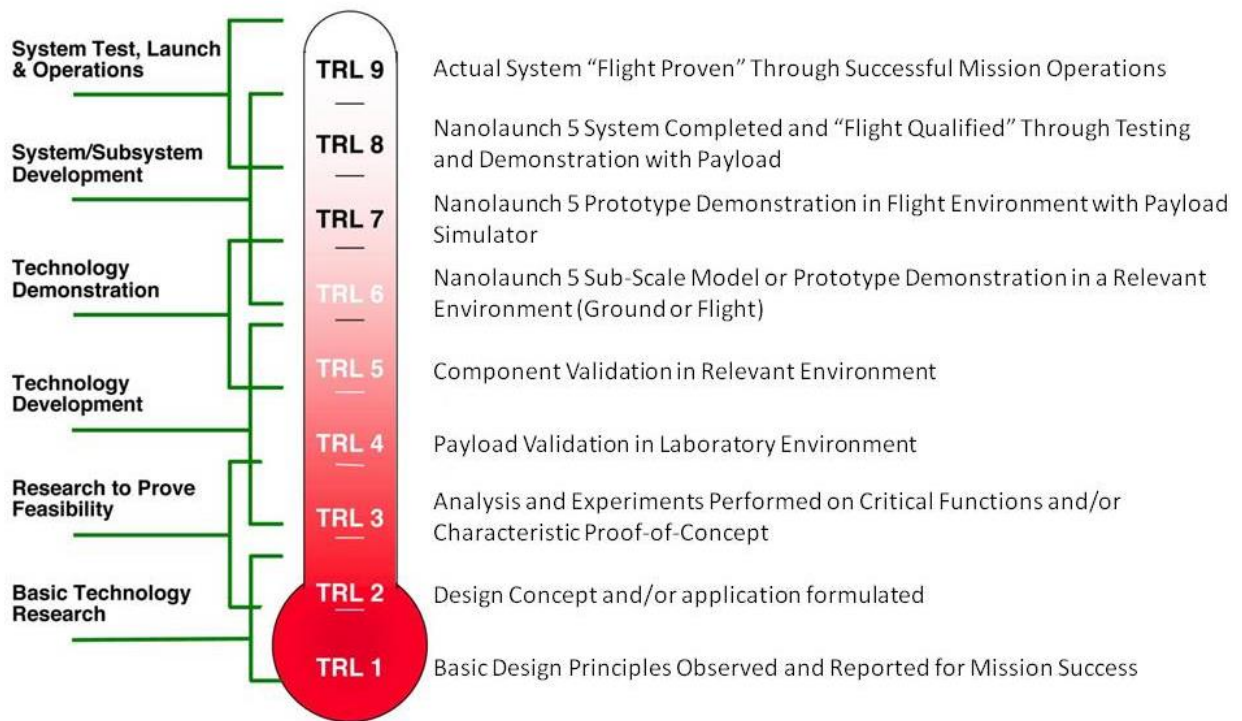 System Test, Launch
& Operations
System/Subsystem
Development
Technology
Demonstration
Technology
Development
Research to Prove
Feasibility
Basic Technology
Research
TRL 9
Actual System “Flight Proven” Through Successful Mission Operations
TRL 8
Nanolaunch 5 System Completed and “Flight Qualified” Through Testing
and Demonstration with Payload
TRL 7
Nanolaunch 5 Prototype Demonstration in Flight Environment with Payload
Simulator
TRL 6
Nanolaunch 5 Sub-Scale Model or Prototype Demonstration in a Relevant
Environment (Ground or Flight)
TRL 5
Component Validation in Relevant Environment
TRL 4
Payload Validation in Laboratory Environment
TRL 3
Analysis and Experiments Performed on Critical Functions and/or
Characteristic Proof-of-Concept
TRL 2
Design Concept and/or application formulated
TRL 1
Basic Design Principles Observed and Reported for Mission Success